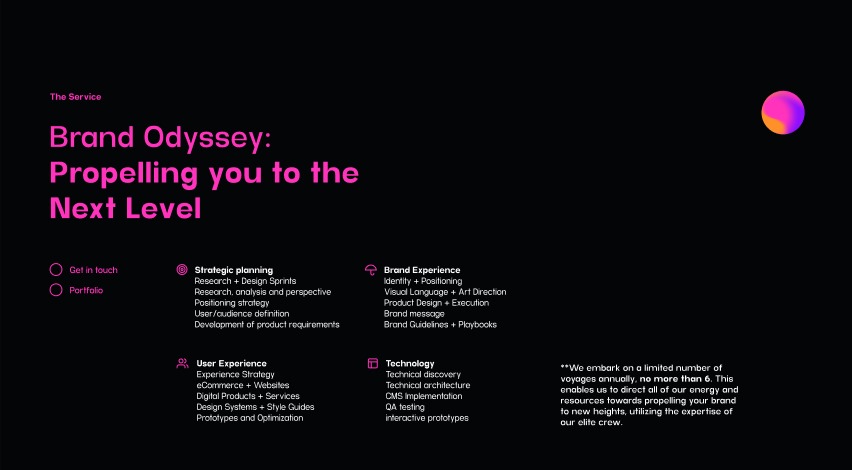 The Service
Brand Odyssey:
Propelling you to the
Next Level
Get in touch
Portfolio
Strategic planning
Research + Design Sprints
Research, analysis and perspective
Positioning strategy
User/audience definition
Development of product requirements
Brand Experience
Identity + Positioning
Visual Language + Art Direction
Product Design + Execution
Brand message
Brand Guidelines + Playbooks
User Experience
Experience Strategy
eCommerce + Websites
Digital Products + Services
Design Systems + Style Guides
Prototypes and Optimization
Technology
Technical discovery
Technical architecture
CMS Implementation
QA testing
interactive prototypes
**We embark on a limited number of
voyages annually, no more than 6. This
enables us to direct all of our energy and
resources towards propelling your brand
to new heights, utilizing the expertise of
our elite crew.